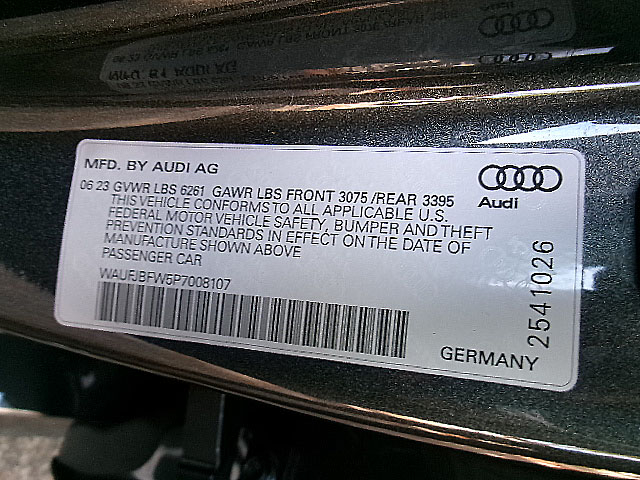 MFD. BY AUDI AG
06 23 GVWR LBS 6261 GAWR LBS FRONT 3075 /REAR 3395
THIS VEHICLE CONFORMS TO ALL APPLICABLE U.S.
FEDERAL MOTOR VEHICLE SAFETY, BUMPER AND THEFT
PREVENTION STANDARDS IN EFFECT ON THE DATE OF
MANUFACTURE SHOWN ABOVE
PASSENGER CAR
WAUFJBFW5P7008107
Audi
2541026
GERMANY